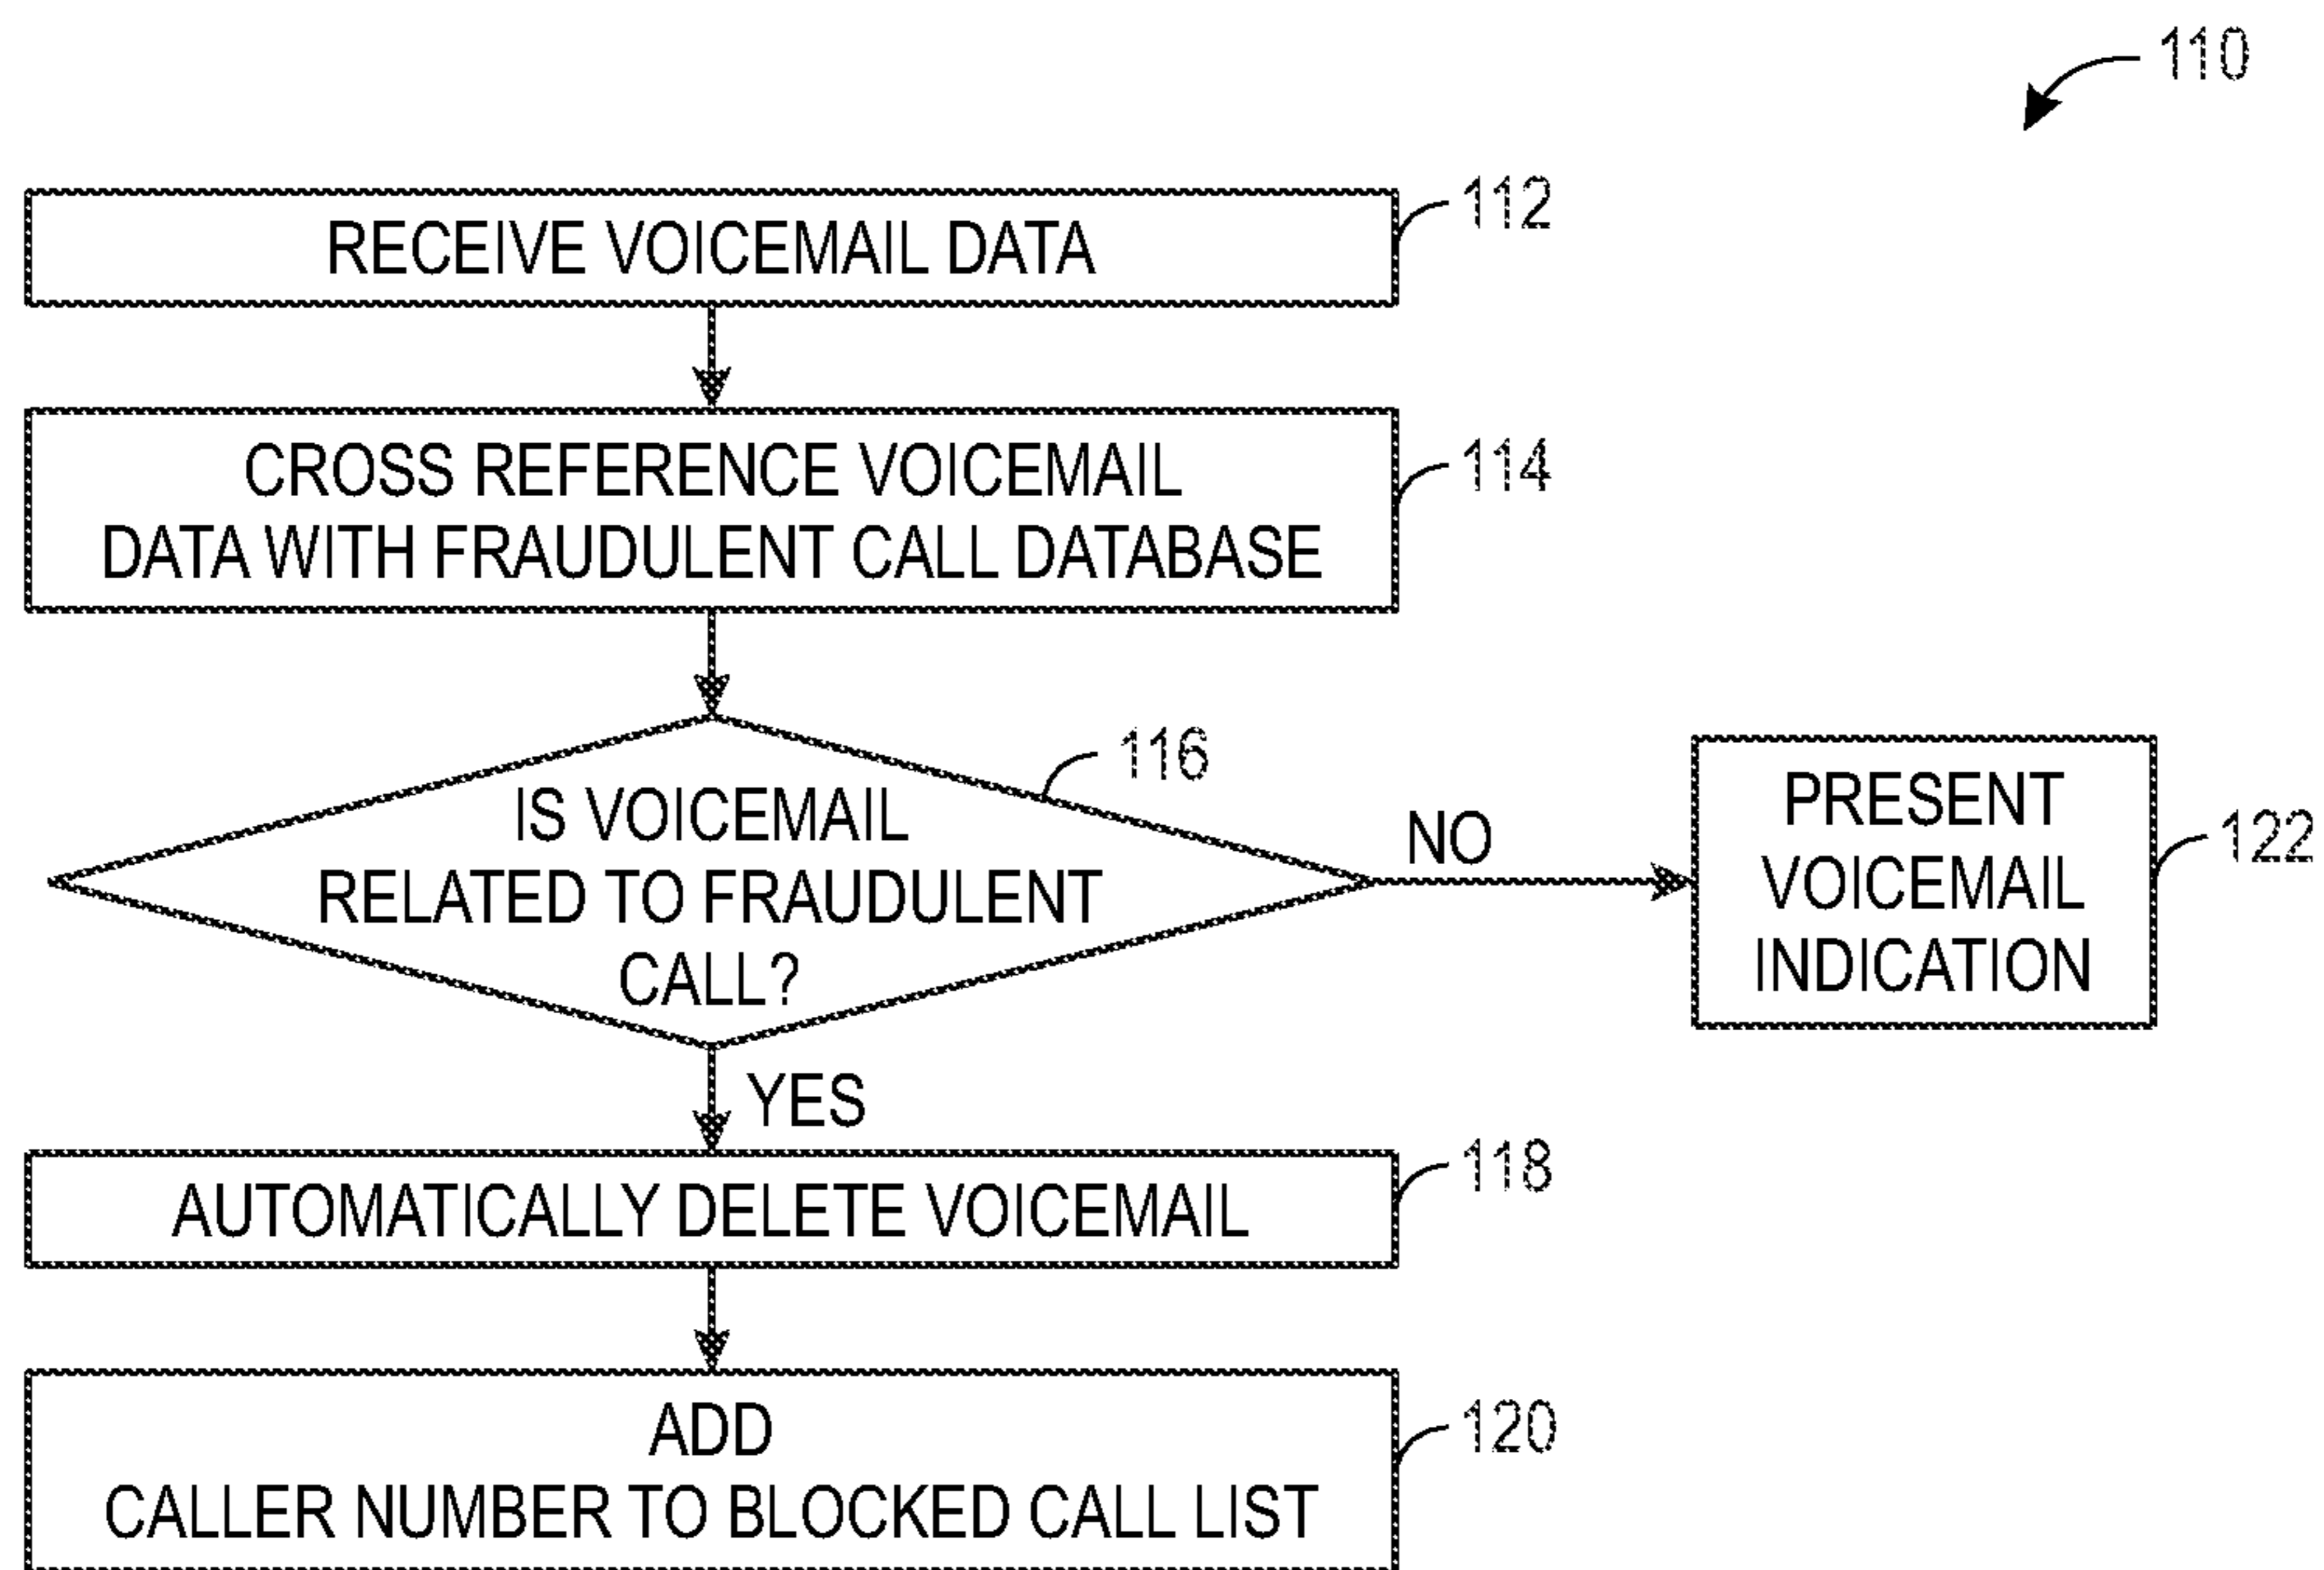 110
RECEIVE VOICEMAIL DATA
112
CROSS REFERENCE VOICEMAIL
DATA WITH FRAUDULENT CALL DATABASE
114
IS VOICEMAIL
RELATED TO FRAUDULENT
CALL?
116
NO
PRESENT
VOICEMAIL
INDICATION
122
YES
AUTOMATICALLY DELETE VOICEMAIL
118
ADD
CALLER NUMBER TO BLOCKED CALL LIST
120